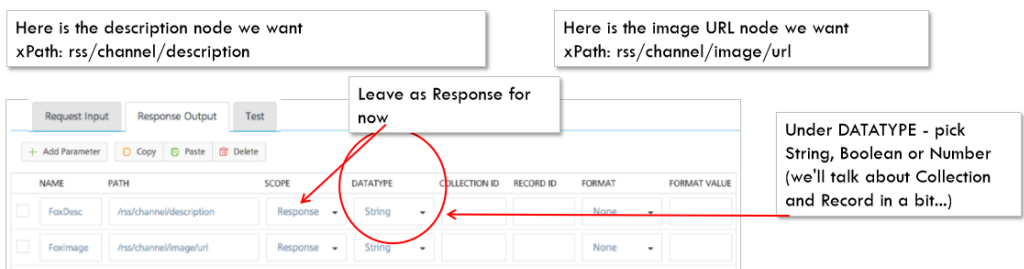 Here is the description node we want
xPath: rss/channel/description
Here is the image URL node we want
xPath: rss/channel/image/url
Leave as Response for
now
Request Input Response Output Test
+ Add Parameter Copy Paste Delete
Under DATATYPE - pick
String, Boolean or Number
(we'll talk about Collection
and Record in a bit...)
NAME PATH SCOPE DATATYPE COLLECTION ID RECORD ID FORMAT FORMAT VALUE
FoxDesc /rss/channel/description Response String None
FoxImage /rss/channel/image/url Response String None